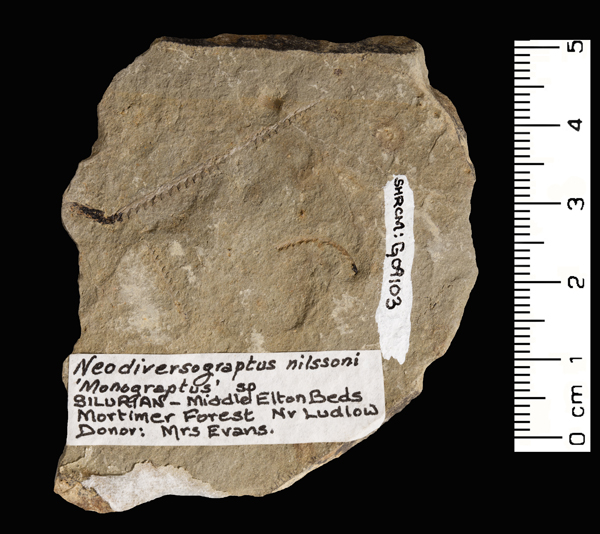 Neodiversograptus nilssoni
'Monograptus' sp
SILURIAN - Middle Elton Beds
Mortimer Forest Nr Ludlow
Donor: Mrs Evans.
SHRCM: G09103
5
4
3
2
1
0 cm